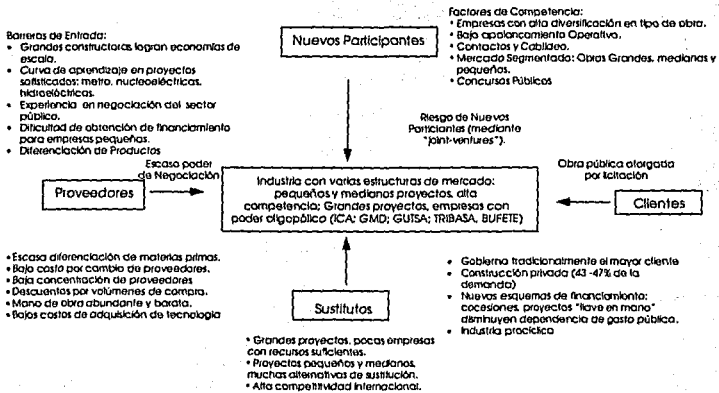 Barreras de Entrada:
• Grandes constructoras logran economías de
escala.
• Curva de aprendizaje en proyectos
sofisticados: metro, nucleoeléctricas,
hidroeléctricas.
• Experiencia en negociación del sector
público.
• Dificultad de obtención de financiamiento
para empresas pequeñas.
• Diferenciación de Productos
Nuevos Participantes
Factores de Competencia:
• Empresas con alta diversificación en tipo de obra.
• Bajo apalancamiento Operativo.
• Contactos y Cabildeo.
• Mercado Segmentado: Obras Grandes, medianas y
pequeños.
• Concursos Públicos
Riesgo de Nuevos
Particiantes (mediante
"joint-ventures").
Escaso poder
de Negociación
Proveedores
Industria con varias estructuras de mercado:
pequeños y medianos proyectos, alta
competencia; Grandes proyectos, empresas con
poder oligopólico (ICA; GMD; GUTSA; TRIBASA, BUFETE)
Obra pública otorgada
por licitación
Clientes
• Escasa diferenciación de materias primas.
• Bajo costo por cambio de proveedores.
• Baja concentración de proveedores
• Descuentos por volúmenes de compra.
• Mano de obra abundante y barata.
• Bajos costos de adquisición de tecnología
Sustitutos
• Grandes proyectos, pocas empresas
con recursos suficientes.
• Proyectos pequeños y medianos,
muchas alternativas de sustitución.
• Alta competitividad internacional.
• Gobierno tradicionalmente el mayor cliente
• Construcción privada (43 -47% de la
demanda)
• Nuevos esquemas de financiamiento:
cocesiones, proyectos "llave en mano"
disminuyen dependencia de gasto pública.
• Industria procíclica